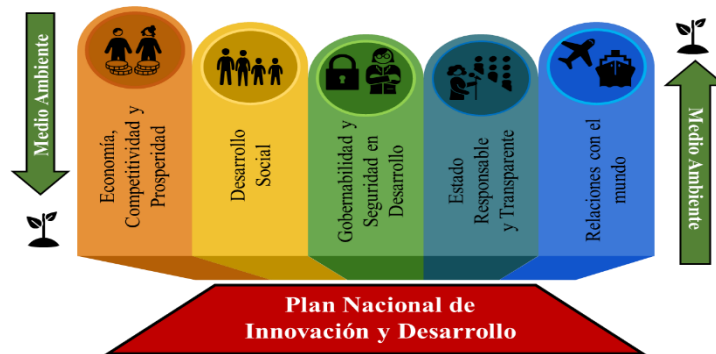 Medio Ambiente
Economía,
Competitividad y
Prosperidad
Desarrollo
Social
Gobernabilidad y
Seguridad en
Desarrollo
Estado
Responsable
y Transparente
Relaciones con el
mundo
Medio Ambiente
Plan Nacional de
Innovación y Desarrollo